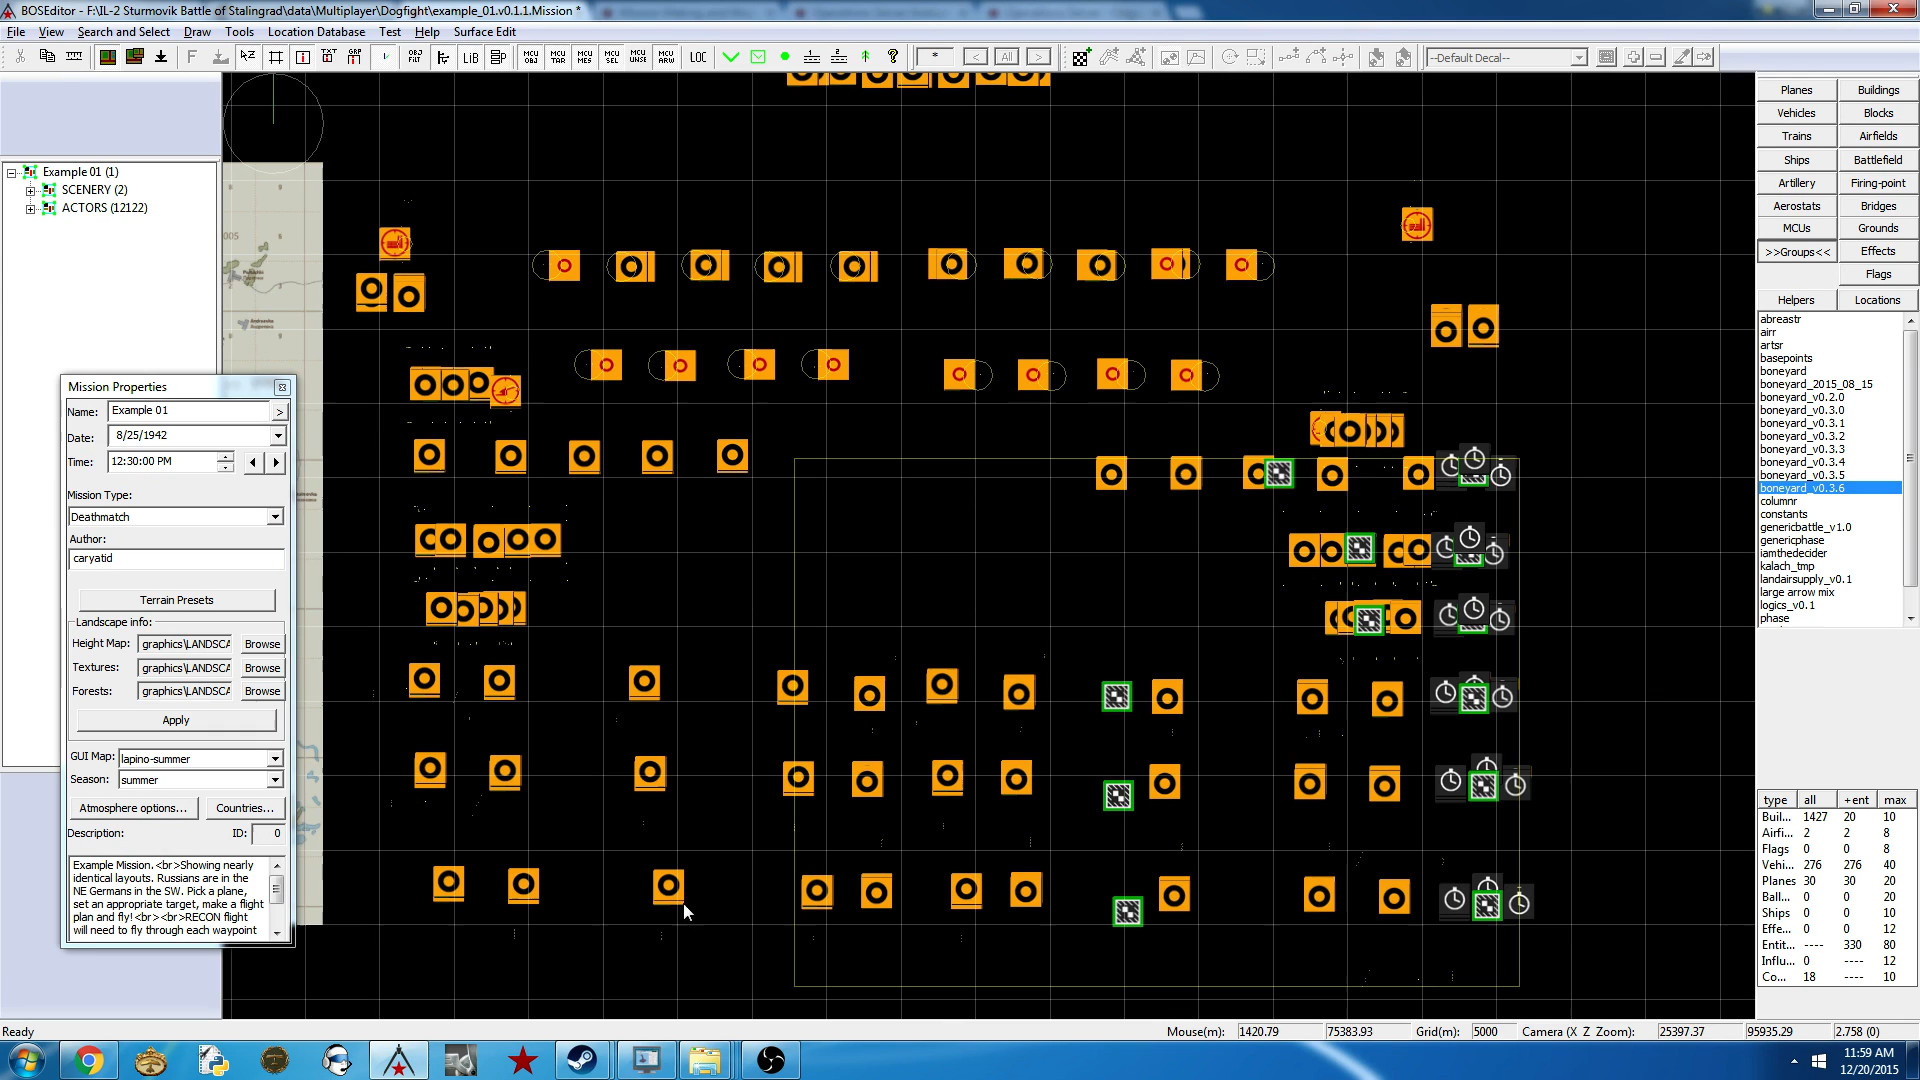 BOSEditor - F:\IL-2 Sturmovik Battle of Stalingrad\data\Multiplayer\Dogfight\example_01.v0.1.1.Mission *
File View Search and Select Draw Tools Location Database Test Help Surface Edit
LOC
--Default Decal--
Example 01 (1)
SCENERY (2)
ACTORS (12122)
Mission Properties
Name: Example 01
>
Date: 8/25/1942
Time: 12:30:00 PM
Mission Type:
Deathmatch
Author:
caryatid
Terrain Presets
Landscape info:
Height Map: graphics\LANDSCA Browse
Textures: graphics\LANDSCA Browse
Forests: graphics\LANDSCA Browse
Apply
GUI Map: lapino-summer
Season: summer
Atmosphere options... Countries...
Description: ID: 0
Example Mission. <br>Showing nearly
identical layouts. Russians are in the
NE Germans in the SW. Pick a plane,
set an appropriate target, make a flight
plan and fly!<br><br>RECON flight
will need to fly through each waypoint
Planes Buildings
Vehicles Blocks
Trains Airfields
Ships Battlefield
Artillery Firing-point
Aerostats Bridges
MCUs Grounds
>>Groups<< Effects
Flags
Helpers Locations
abreastr
airr
artsr
basepoints
boneyard
boneyard_2015_08_15
boneyard_v0.2.0
boneyard_v0.3.0
boneyard_v0.3.1
boneyard_v0.3.2
boneyard_v0.3.3
boneyard_v0.3.4
boneyard_v0.3.5
boneyard_v0.3.6
columnr
constants
genericbattle_v1.0
genericphase
iamthedecider
kalach_tmp
landairsupply_v0.1
large arrow mix
logics_v0.1
phase
type all +ent max
Buil... 1427 20 10
Airfi... 2 2 8
Flags 0 0 8
Vehi... 276 276 40
Planes 30 30 20
Ball... 0 0 20
Ships 0 0 10
Effe... 0 0 12
Entit... ---- 330 80
Influ... 0 ---- 12
Co... 18 ---- 10
Ready
Mouse(m): 1420.79 75383.93 Grid(m): 5000 Camera (X Z Zoom): 25397.37 95935.29 2.758 (0)
11:59 AM
12/20/2015